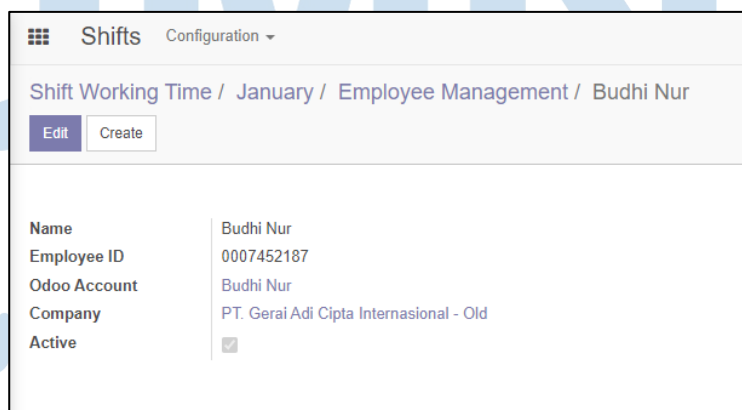 Shifts Configuration
Shift Working Time / January / Employee Management / Budhi Nur
Edit Create
Name Budhi Nur
Employee ID 0007452187
Odoo Account Budhi Nur
Company PT. Gerai Adi Cipta Internasional - Old
Active